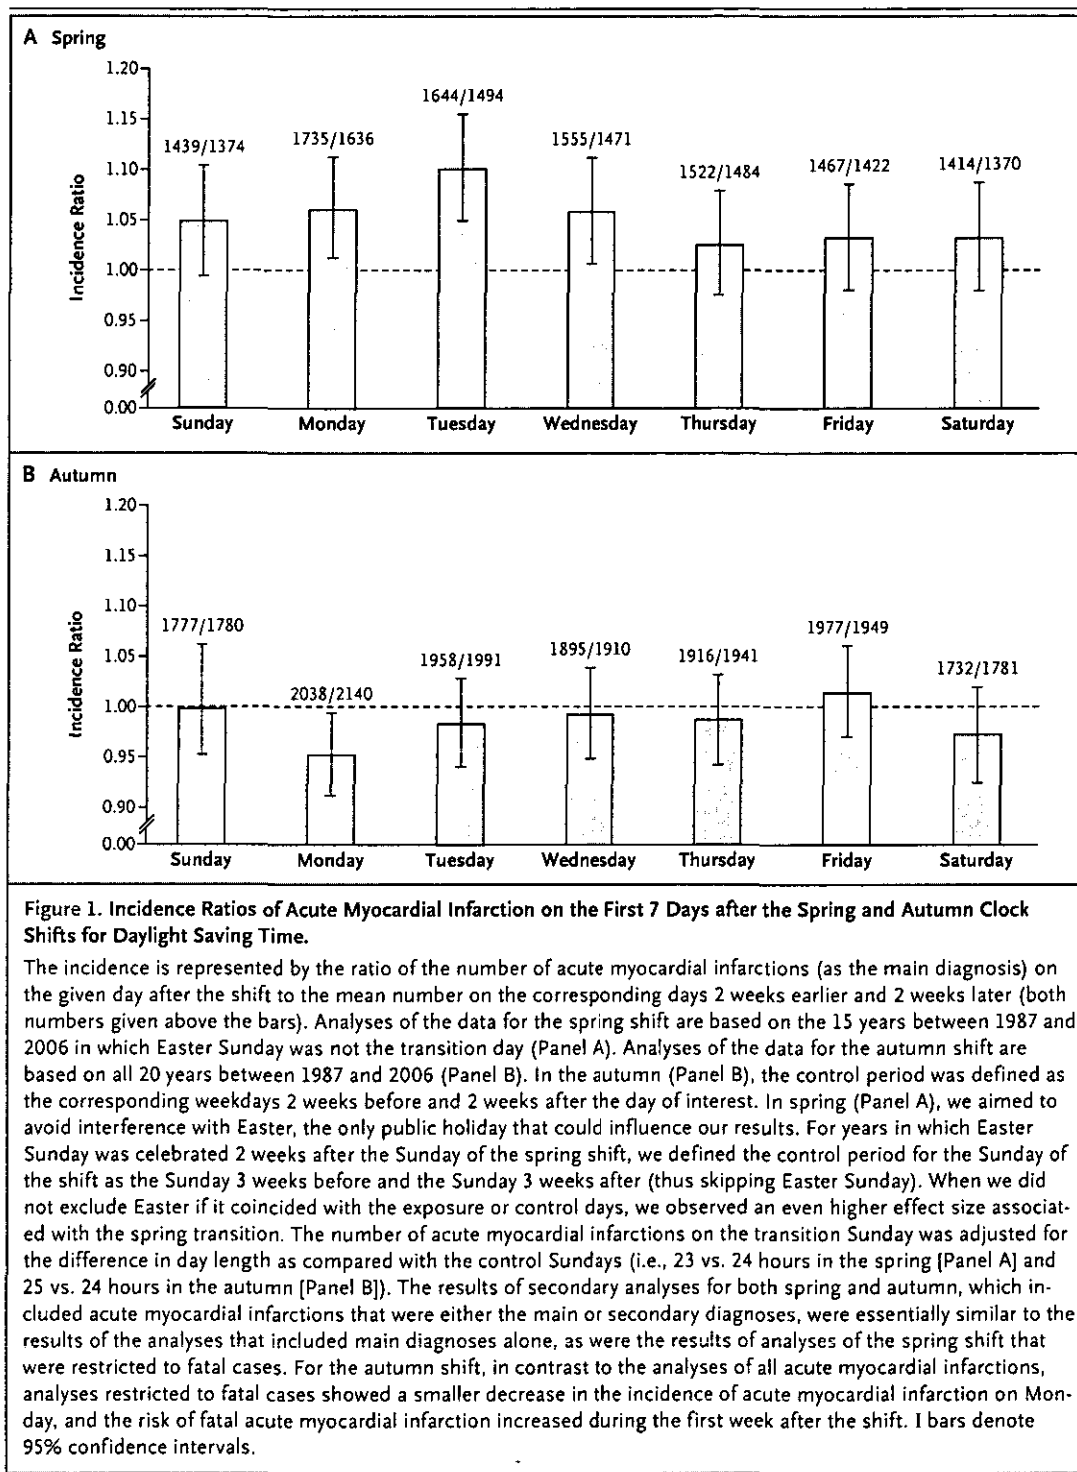 A Spring
1.20
1.15
1.10
1.05
1.00
0.95
0.90
0.00
Incidence Ratio
1439/1374
1735/1636
1644/1494
1555/1471
1522/1484
1467/1422
1414/1370
Sunday Monday Tuesday Wednesday Thursday Friday Saturday
B Autumn
1.20
1.15
1.10
1.05
1.00
0.95
0.90
0.00
Incidence Ratio
1777/1780
2038/2140
1958/1991
1895/1910
1916/1941
1977/1949
1732/1781
Sunday Monday Tuesday Wednesday Thursday Friday Saturday
Figure 1. Incidence Ratios of Acute Myocardial Infarction on the First 7 Days after the Spring and Autumn Clock
Shifts for Daylight Saving Time.
The incidence is represented by the ratio of the number of acute myocardial infarctions (as the main diagnosis) on
the given day after the shift to the mean number on the corresponding days 2 weeks earlier and 2 weeks later (both
numbers given above the bars). Analyses of the data for the spring shift are based on the 15 years between 1987 and
2006 in which Easter Sunday was not the transition day (Panel A). Analyses of the data for the autumn shift are
based on all 20 years between 1987 and 2006 (Panel B). In the autumn (Panel B), the control period was defined as
the corresponding weekdays 2 weeks before and 2 weeks after the day of interest. In spring (Panel A), we aimed to
avoid interference with Easter, the only public holiday that could influence our results. For years in which Easter
Sunday was celebrated 2 weeks after the Sunday of the spring shift, we defined the control period for the Sunday of
the shift as the Sunday 3 weeks before and the Sunday 3 weeks after (thus skipping Easter Sunday). When we did
not exclude Easter if it coincided with the exposure or control days, we observed an even higher effect size associat-
ed with the spring transition. The number of acute myocardial infarctions on the transition Sunday was adjusted for
the difference in day length as compared with the control Sundays (i.e., 23 vs. 24 hours in the spring [Panel A] and
25 vs. 24 hours in the autumn [Panel B]). The results of secondary analyses for both spring and autumn, which in-
cluded acute myocardial infarctions that were either the main or secondary diagnoses, were essentially similar to the
results of the analyses that included main diagnoses alone, as were the results of analyses of the spring shift that
were restricted to fatal cases. For the autumn shift, in contrast to the analyses of all acute myocardial infarctions,
analyses restricted to fatal cases showed a smaller decrease in the incidence of acute myocardial infarction on Mon-
day, and the risk of fatal acute myocardial infarction increased during the first week after the shift. I bars denote
95% confidence intervals.